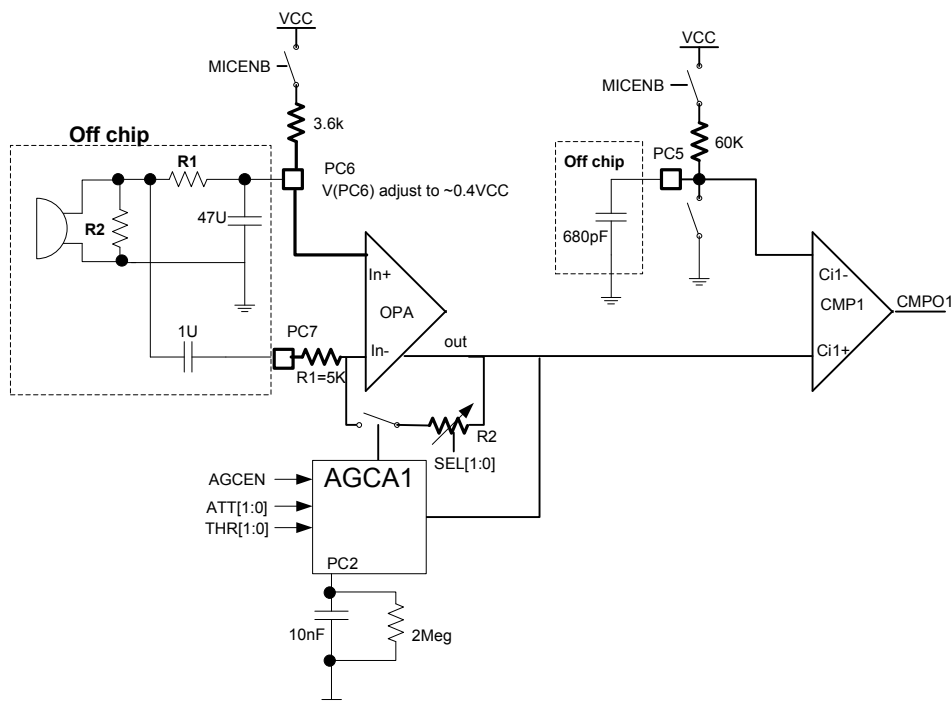 VCC
MICENB
3.6k
Off chip
R1
PC6
V(PC6) adjust to ~0.4VCC
47U
R2
1U
PC7
R1=5K
In+
OPA
In-
out
R2
SEL[1:0]
AGCEN
ATT[1:0]
THR[1:0]
AGCA1
PC2
10nF
2Meg
VCC
MICENB
60K
Off chip
PC5
680pF
Ci1-
CMP1
CMPO1
Ci1+